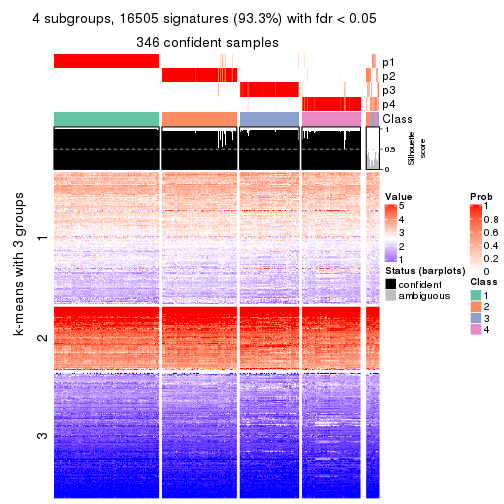 4 subgroups, 16505 signatures (93.3%) with fdr < 0.05
346 confident samples
p1
p2
p3
p4
Class
1
0.5
0
Silhouette
score
k-means with 3 groups
1
2
3
Value
5
4
3
2
1
Status (barplots)
confident
ambiguous
Prob
1
0.8
0.6
0.4
0.2
0
Class
1
2
3
4